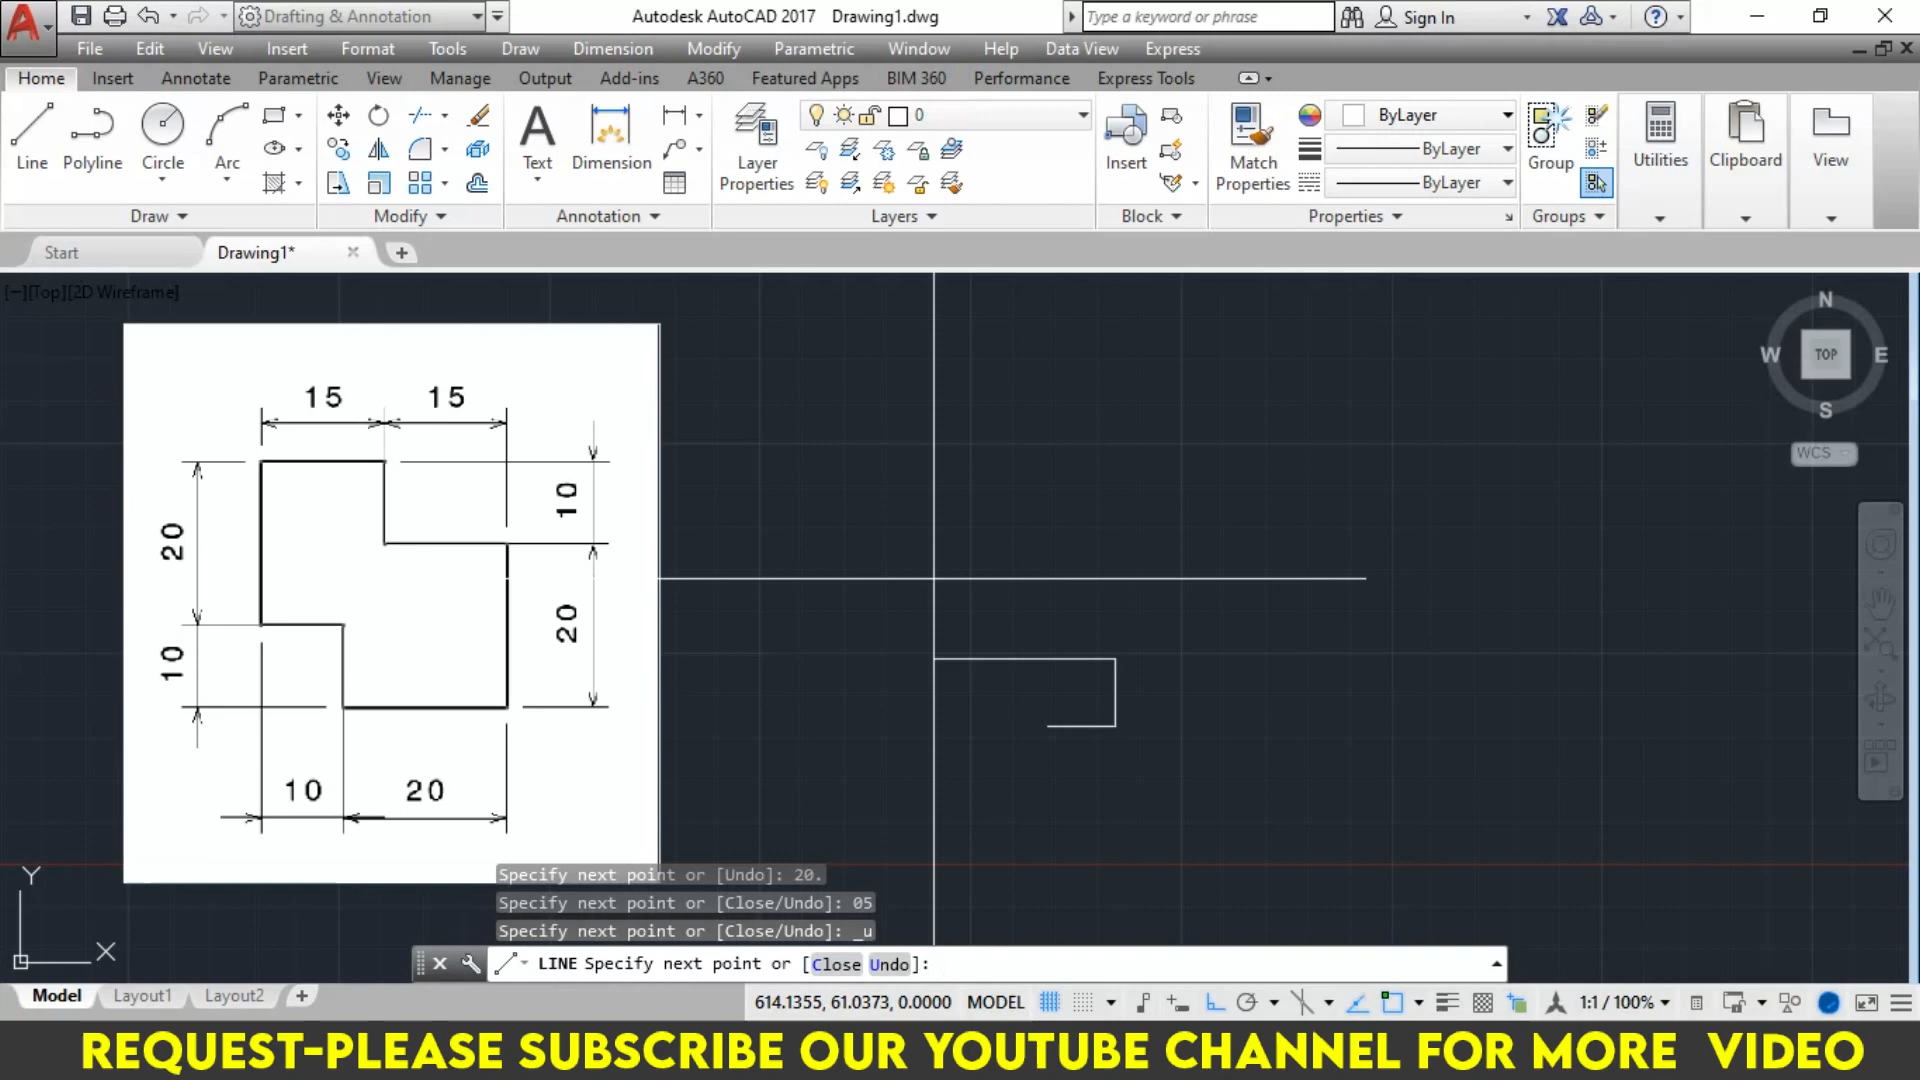 Drafting & Annotation
Autodesk AutoCAD 2017 Drawing1.dwg
Type a keyword or phrase
Sign In
File Edit View Insert Format Tools Draw Dimension Modify Parametric Window Help Data View Express
Home Insert Annotate Parametric View Manage Output Add-ins A360 Featured Apps BIM 360 Performance Express Tools
Line Polyline Circle Arc
Text Dimension
Layer Properties
0
Insert
Match Properties
ByLayer
ByLayer
ByLayer
Group
Utilities Clipboard View
Draw Modify Annotation Layers Block Properties Groups
Start Drawing1*
[−][Top][2D Wireframe]
N
W TOP E
S
WCS
15 15
10
20
20
10
10 20
Y
X
Specify next point or [Undo]: 20.
Specify next point or [Close/Undo]: 05
Specify next point or [Close/Undo]: _u
LINE Specify next point or [Close Undo]:
Model Layout1 Layout2
614.1355, 61.0373, 0.0000 MODEL
1:1 / 100%
REQUEST-PLEASE SUBSCRIBE OUR YOUTUBE CHANNEL FOR MORE VIDEO